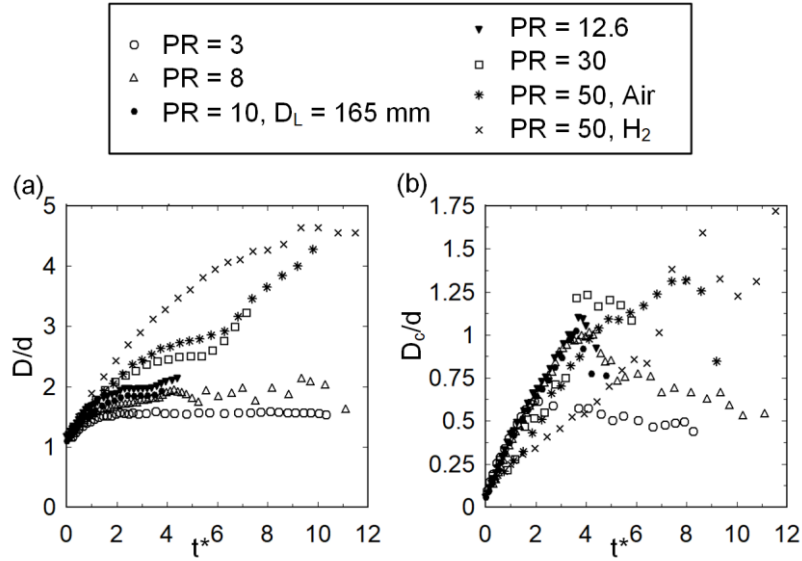 PR = 3
PR = 8
PR = 10, D_L = 165 mm
PR = 12.6
PR = 30
PR = 50, Air
PR = 50, H₂
(a)
5
4
3
2
1
0
D/d
0 2 4 6 8 10 12
t*
(b)
1.75
1.5
1.25
1
0.75
0.5
0.25
0
D_c/d
0 2 4 6 8 10 12
t*